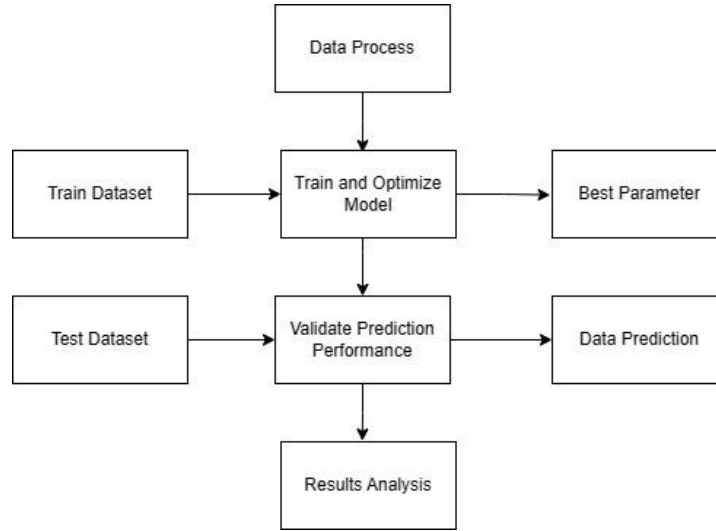 Data Process
Train Dataset
Train and Optimize
Model
Best Parameter
Test Dataset
Validate Prediction
Performance
Data Prediction
Results Analysis